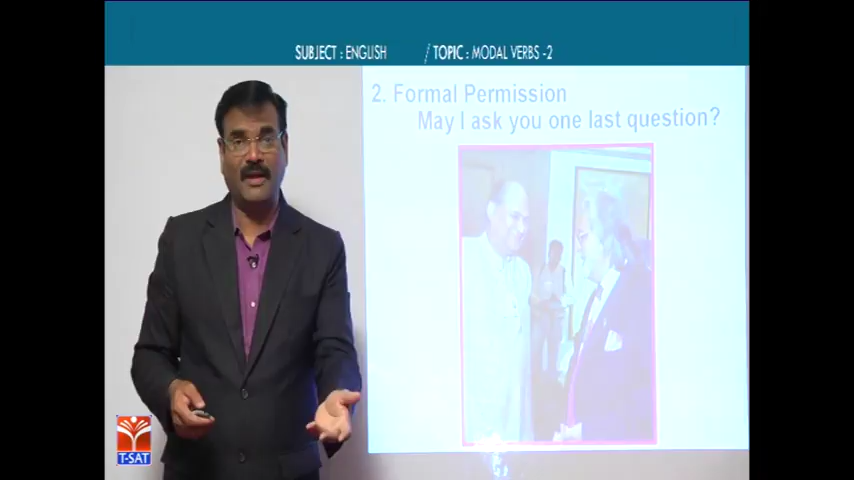 SUBJECT : ENGLISH / TOPIC : MODAL VERBS -2
2. Formal Permission
May I ask you one last question?
T-SAT